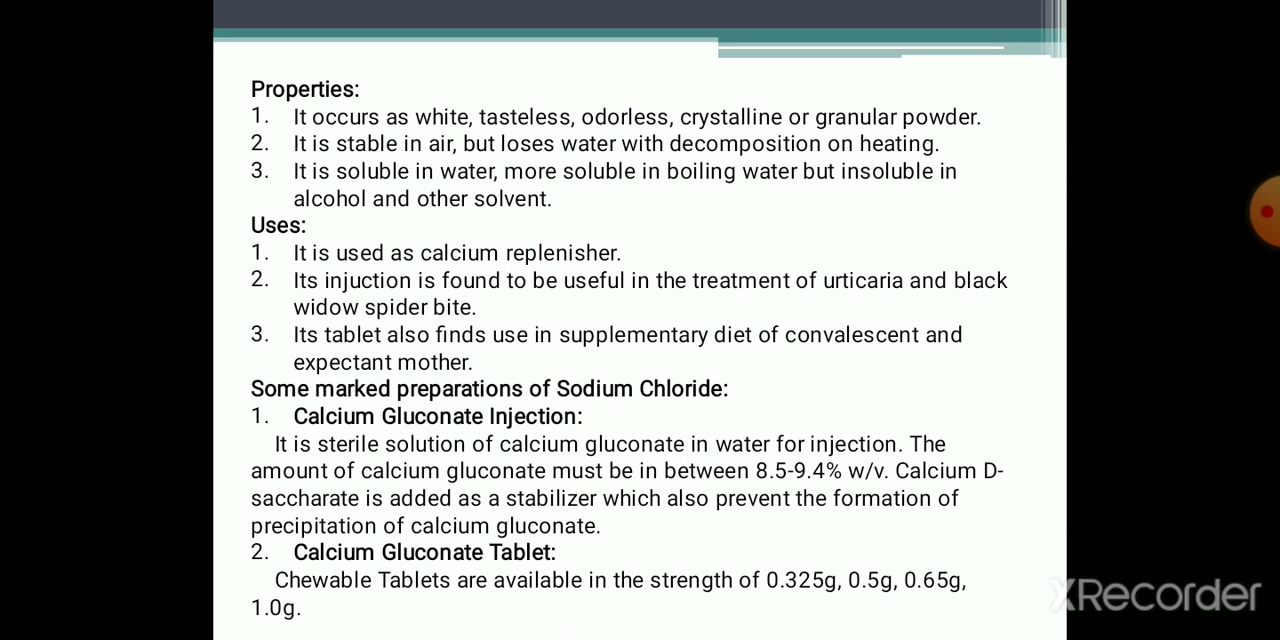 Properties:
1. It occurs as white, tasteless, odorless, crystalline or granular powder.
2. It is stable in air, but loses water with decomposition on heating.
3. It is soluble in water, more soluble in boiling water but insoluble in
alcohol and other solvent.
Uses:
1. It is used as calcium replenisher.
2. Its injuction is found to be useful in the treatment of urticaria and black
widow spider bite.
3. Its tablet also finds use in supplementary diet of convalescent and
expectant mother.
Some marked preparations of Sodium Chloride:
1. Calcium Gluconate Injection:
It is sterile solution of calcium gluconate in water for injection. The
amount of calcium gluconate must be in between 8.5-9.4% w/v. Calcium D-
saccharate is added as a stabilizer which also prevent the formation of
precipitation of calcium gluconate.
2. Calcium Gluconate Tablet:
Chewable Tablets are available in the strength of 0.325g, 0.5g, 0.65g,
1.0g.
XRecorder